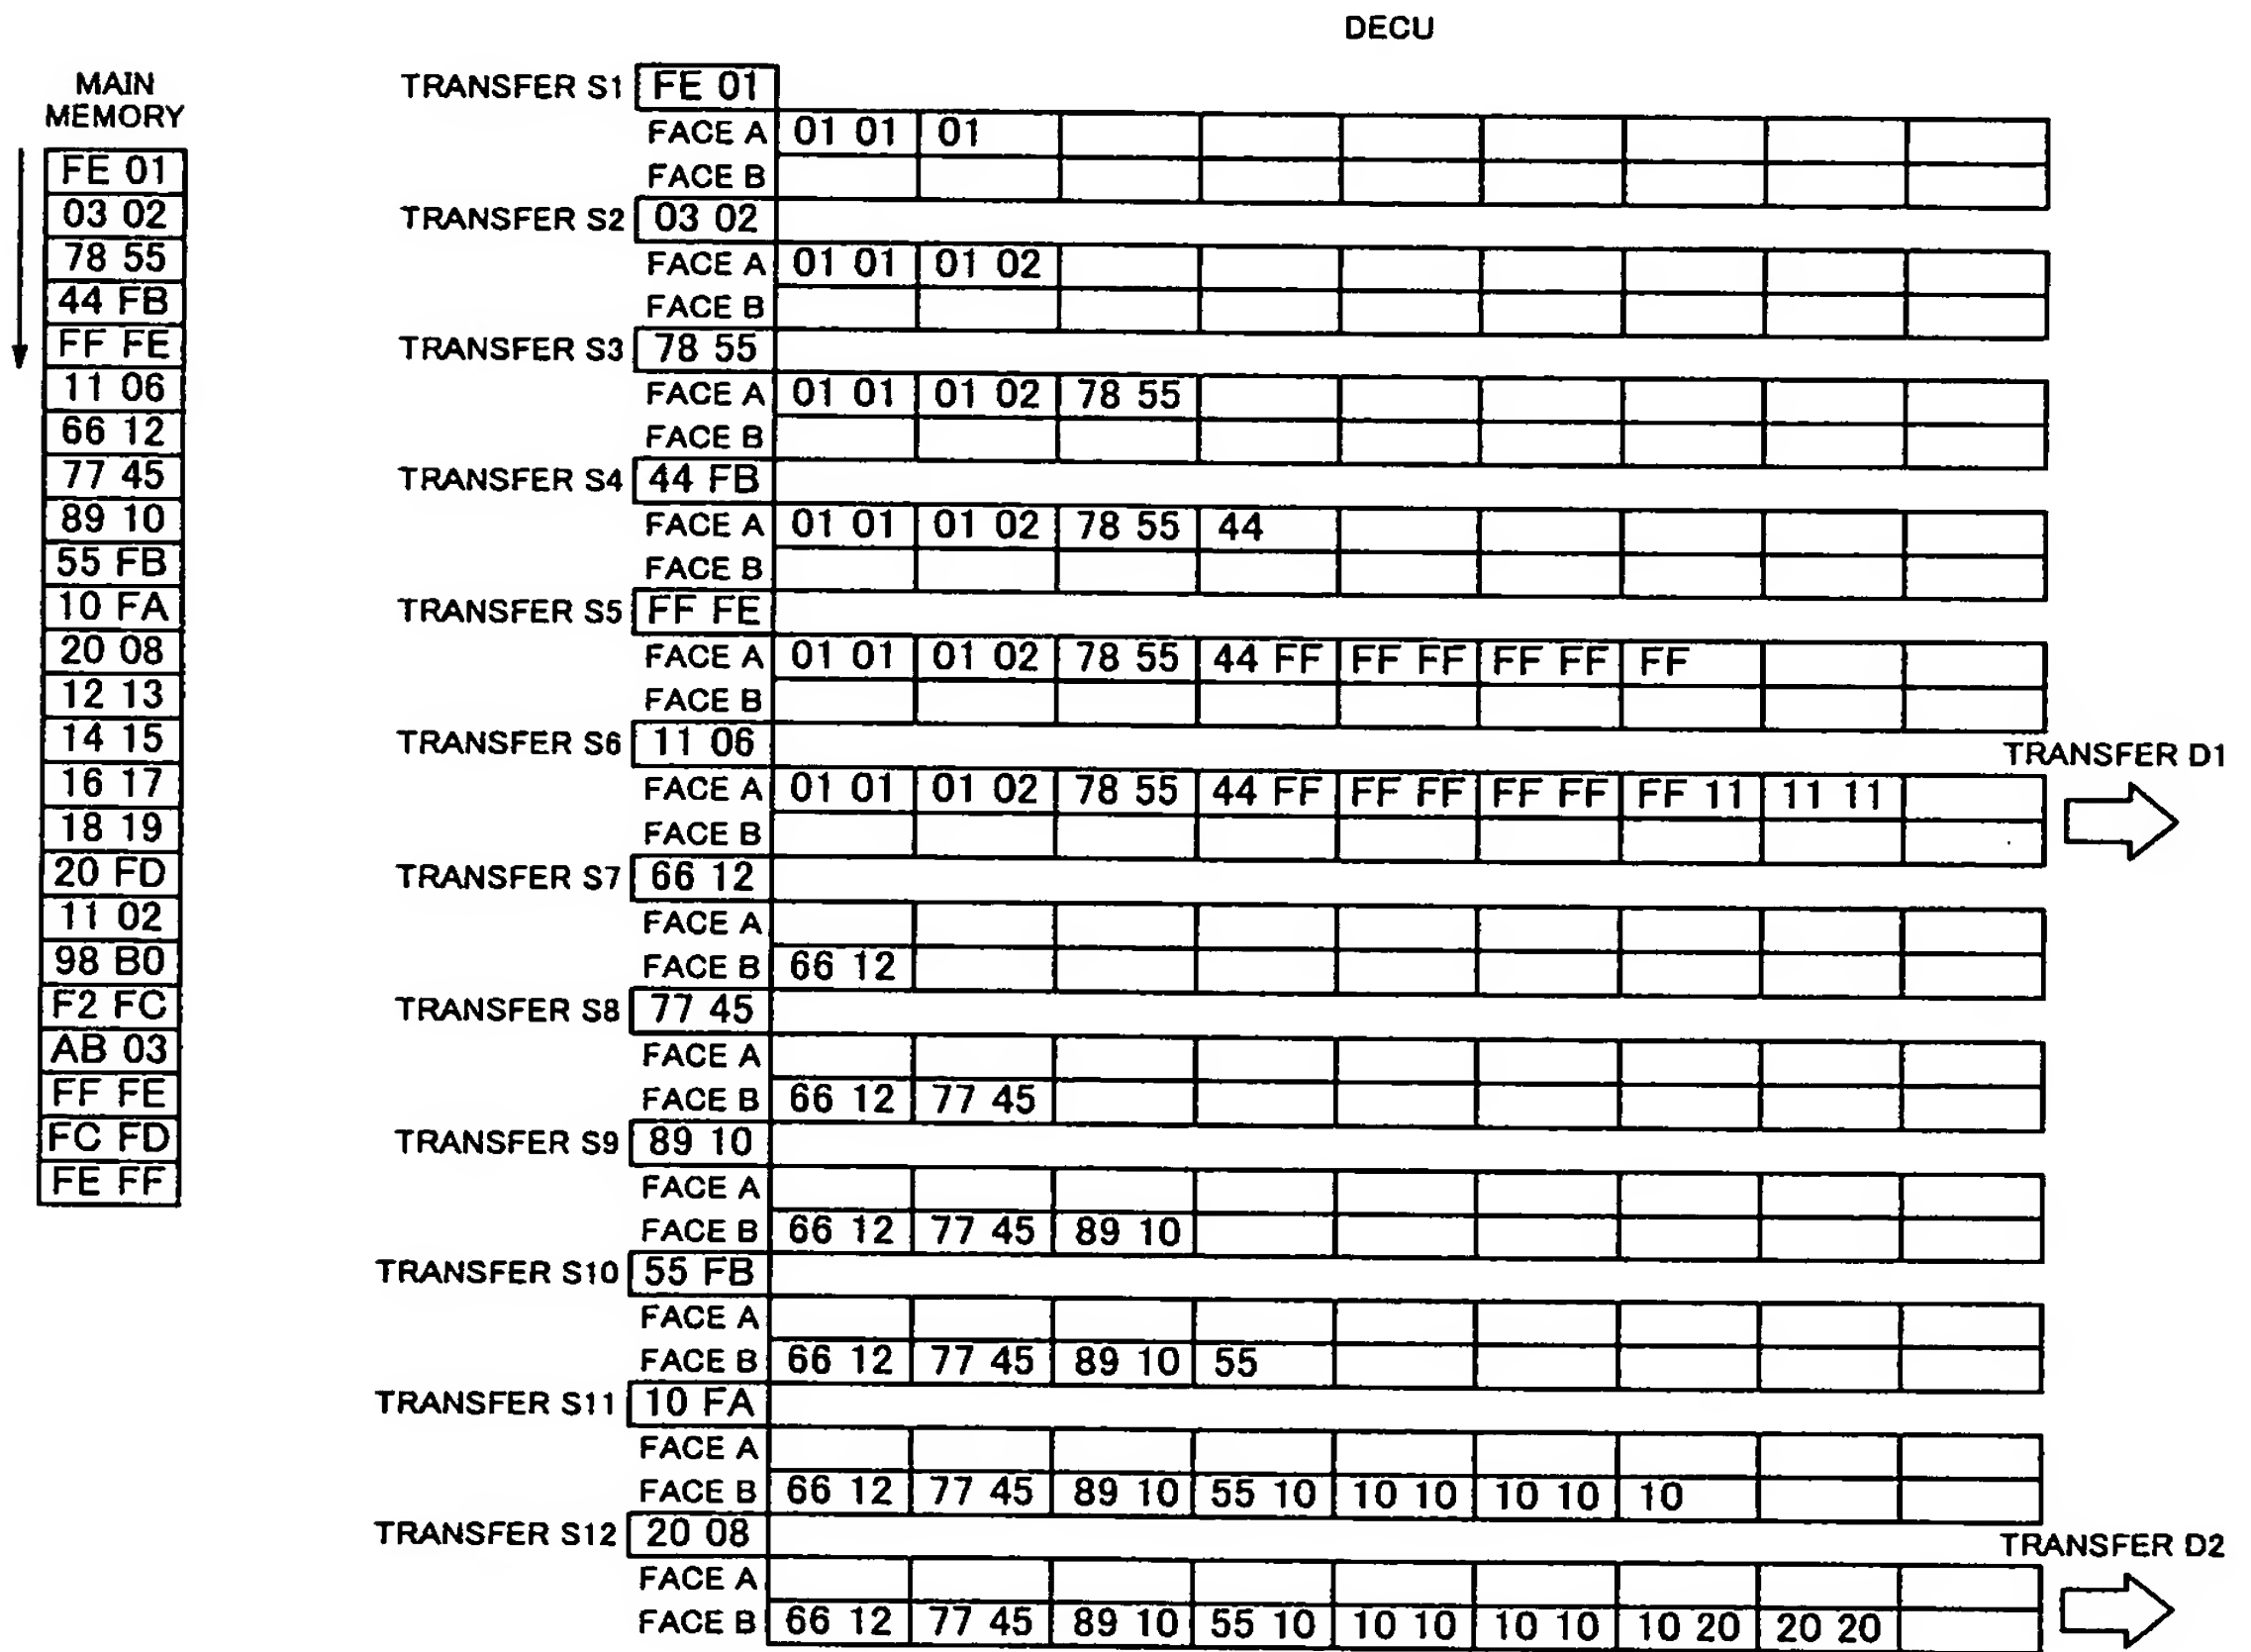 DECU
MAIN
MEMORY
FE 01
03 02
78 55
44 FB
FF FE
11 06
66 12
77 45
89 10
55 FB
10 FA
20 08
12 13
14 15
16 17
18 19
20 FD
11 02
98 B0
F2 FC
AB 03
FF FE
FC FD
FE FF
TRANSFER S1 FE 01
FACE A 01 01 01
FACE B
TRANSFER S2 03 02
FACE A 01 01 01 02
FACE B
TRANSFER S3 78 55
FACE A 01 01 01 02 78 55
FACE B
TRANSFER S4 44 FB
FACE A 01 01 01 02 78 55 44
FACE B
TRANSFER S5 FF FE
FACE A 01 01 01 02 78 55 44 FF FF FF FF FF FF
FACE B
TRANSFER S6 11 06
TRANSFER D1
FACE A 01 01 01 02 78 55 44 FF FF FF FF FF FF 11 11 11
FACE B
TRANSFER S7 66 12
FACE A
FACE B 66 12
TRANSFER S8 77 45
FACE A
FACE B 66 12 77 45
TRANSFER S9 89 10
FACE A
FACE B 66 12 77 45 89 10
TRANSFER S10 55 FB
FACE A
FACE B 66 12 77 45 89 10 55
TRANSFER S11 10 FA
FACE A
FACE B 66 12 77 45 89 10 55 10 10 10 10 10 10
TRANSFER S12 20 08
TRANSFER D2
FACE A
FACE B 66 12 77 45 89 10 55 10 10 10 10 10 10 20 20 20